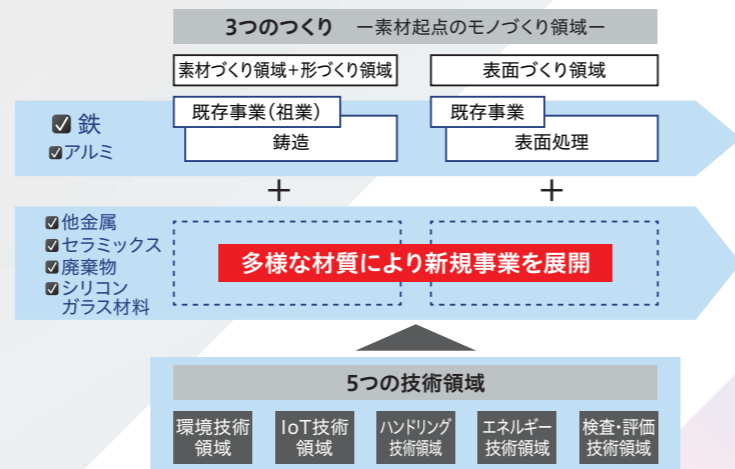 3つのつくり ー素材起点のモノづくり領域ー
素材づくり領域+形づくり領域
表面づくり領域
☑鉄
☑アルミ
既存事業(祖業)
鋳造
既存事業
表面処理
+
+
☑他金属
☑セラミックス
☑廃棄物
☑シリコン
ガラス材料
多様な材質により新規事業を展開
5つの技術領域
環境技術
領域
IoT技術
領域
ハンドリング
技術領域
エネルギー
技術領域
検査・評価
技術領域